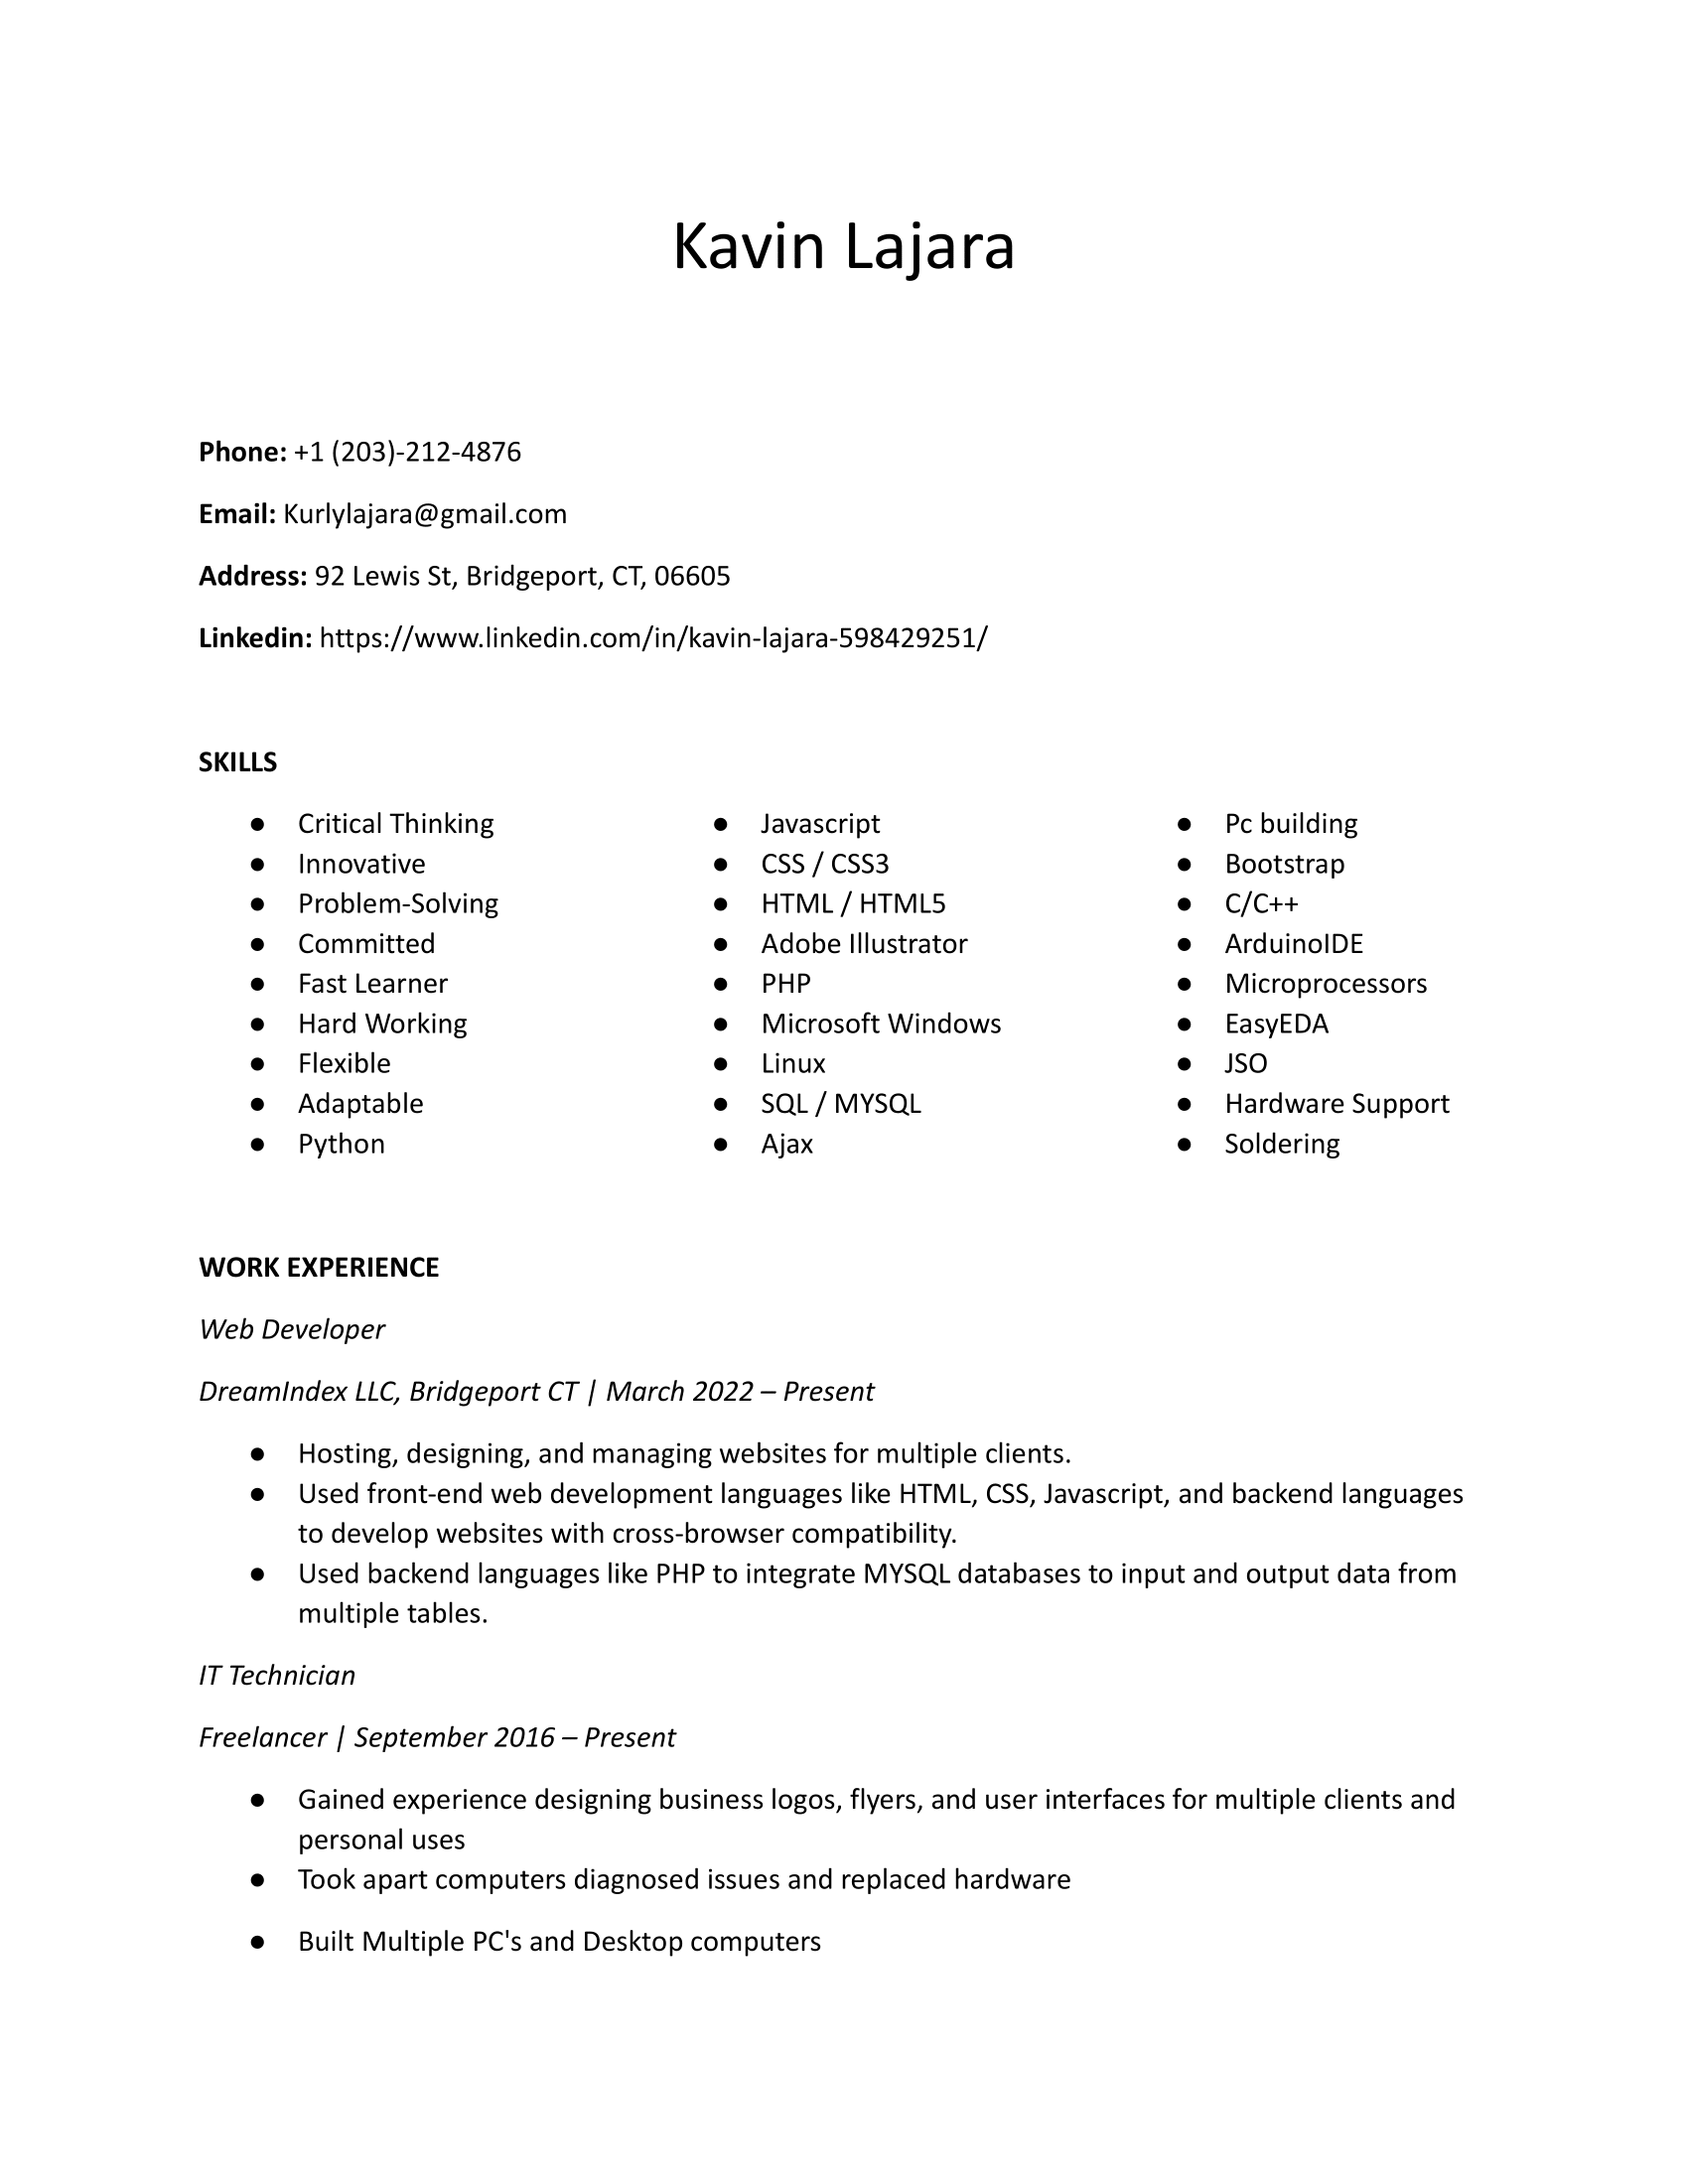 Kavin Lajara
Phone: +1 (203)-212-4876
Email: Kurlylajara@gmail.com
Address: 92 Lewis St, Bridgeport, CT, 06605
Linkedin: https://www.linkedin.com/in/kavin-lajara-598429251/
SKILLS
● Critical Thinking
● Innovative
● Problem-Solving
● Committed
● Fast Learner
● Hard Working
● Flexible
● Adaptable
● Python
● Javascript
● CSS / CSS3
● HTML / HTML5
● Adobe Illustrator
● PHP
● Microsoft Windows
● Linux
● SQL / MYSQL
● Ajax
● Pc building
● Bootstrap
● C/C++
● ArduinoIDE
● Microprocessors
● EasyEDA
● JSO
● Hardware Support
● Soldering
WORK EXPERIENCE
Web Developer
DreamIndex LLC, Bridgeport CT | March 2022 – Present
● Hosting, designing, and managing websites for multiple clients.
● Used front-end web development languages like HTML, CSS, Javascript, and backend languages
to develop websites with cross-browser compatibility.
● Used backend languages like PHP to integrate MYSQL databases to input and output data from
multiple tables.
IT Technician
Freelancer | September 2016 – Present
● Gained experience designing business logos, flyers, and user interfaces for multiple clients and
personal uses
● Took apart computers diagnosed issues and replaced hardware
● Built Multiple PC's and Desktop computers